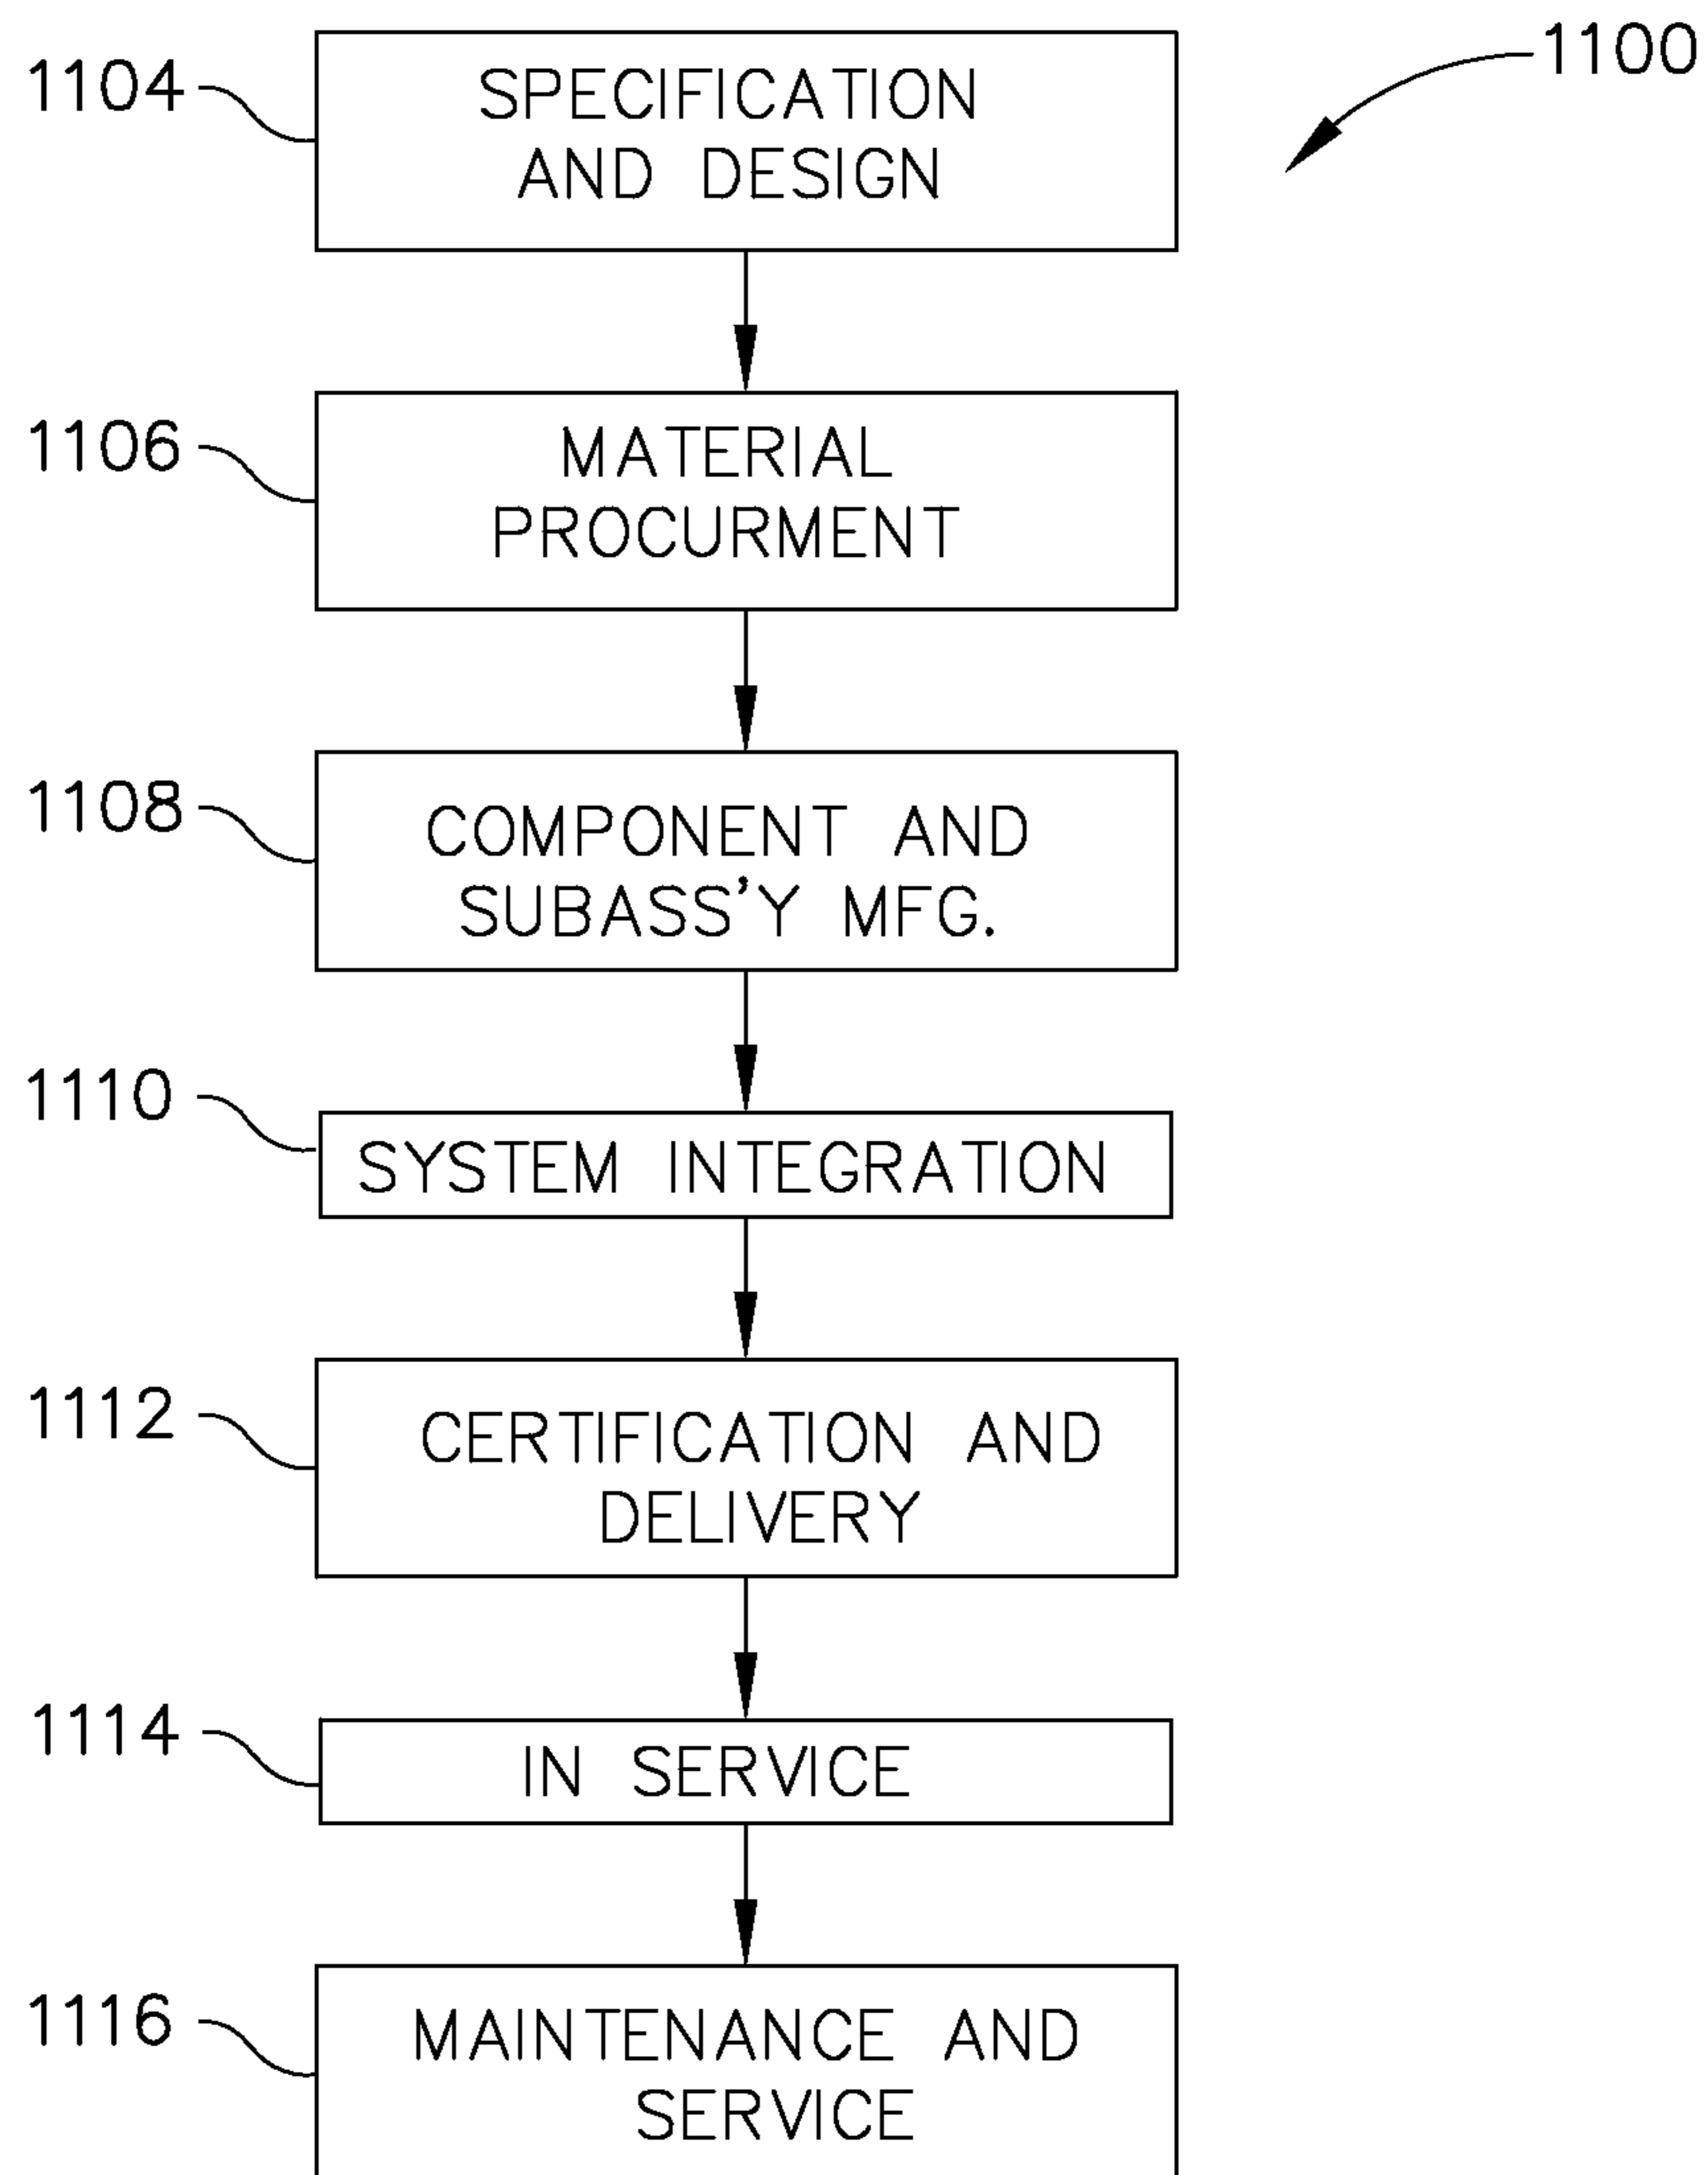 1100
1104
SPECIFICATION
AND DESIGN
1106
MATERIAL
PROCURMENT
1108
COMPONENT AND
SUBASS'Y MFG.
1110
SYSTEM INTEGRATION
1112
CERTIFICATION AND
DELIVERY
1114
IN SERVICE
1116
MAINTENANCE AND
SERVICE